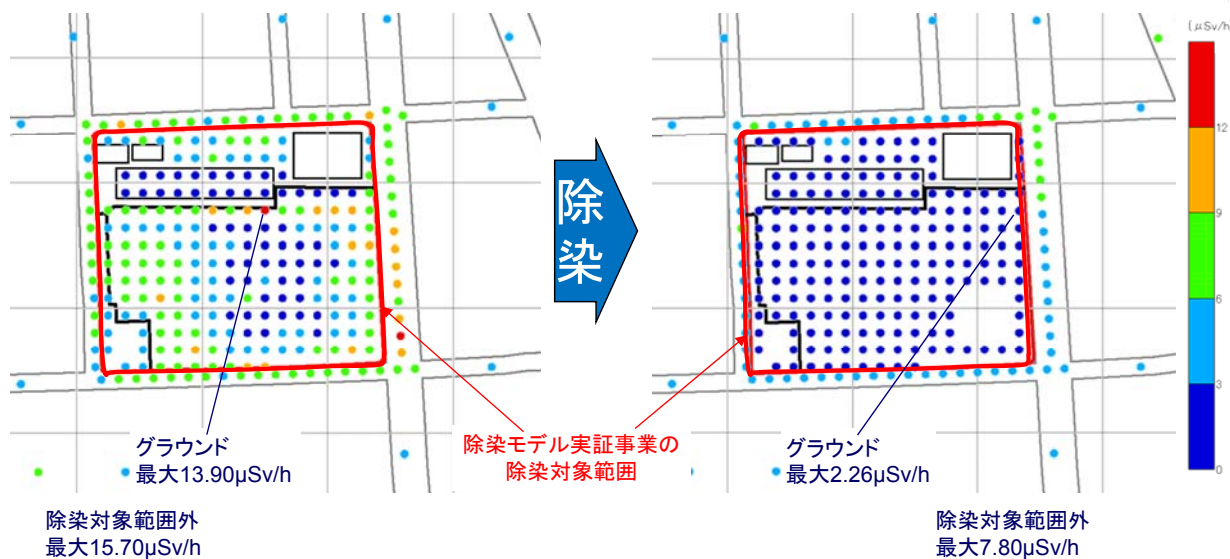 (μSv/h
12
9
6
3
0
除
染
グラウンド
最大13.90μSv/h
除染モデル実証事業の
除染対象範囲
グラウンド
最大2.26μSv/h
除染対象範囲外
最大15.70μSv/h
除染対象範囲外
最大7.80μSv/h